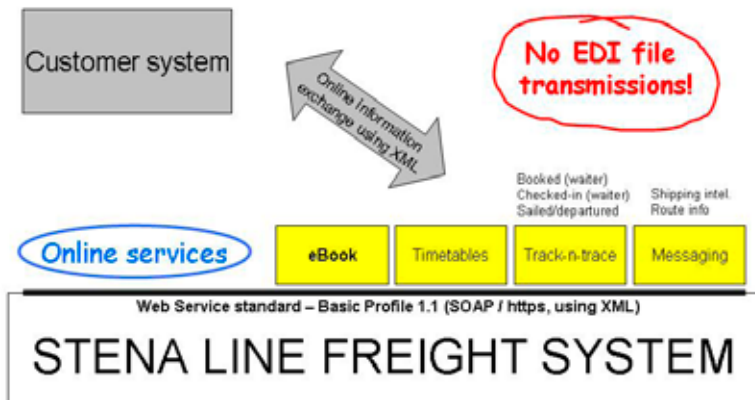 Customer system
No EDI file
transmissions!
Online information
exchange using XML
Booked (waiter)
Checked-in (waiter)
Sailed/departured
Shipping intel.
Route info
Online services
eBook
Timetables
Track-n-trace
Messaging
Web Service standard – Basic Profile 1.1 (SOAP / https, using XML)
STENA LINE FREIGHT SYSTEM